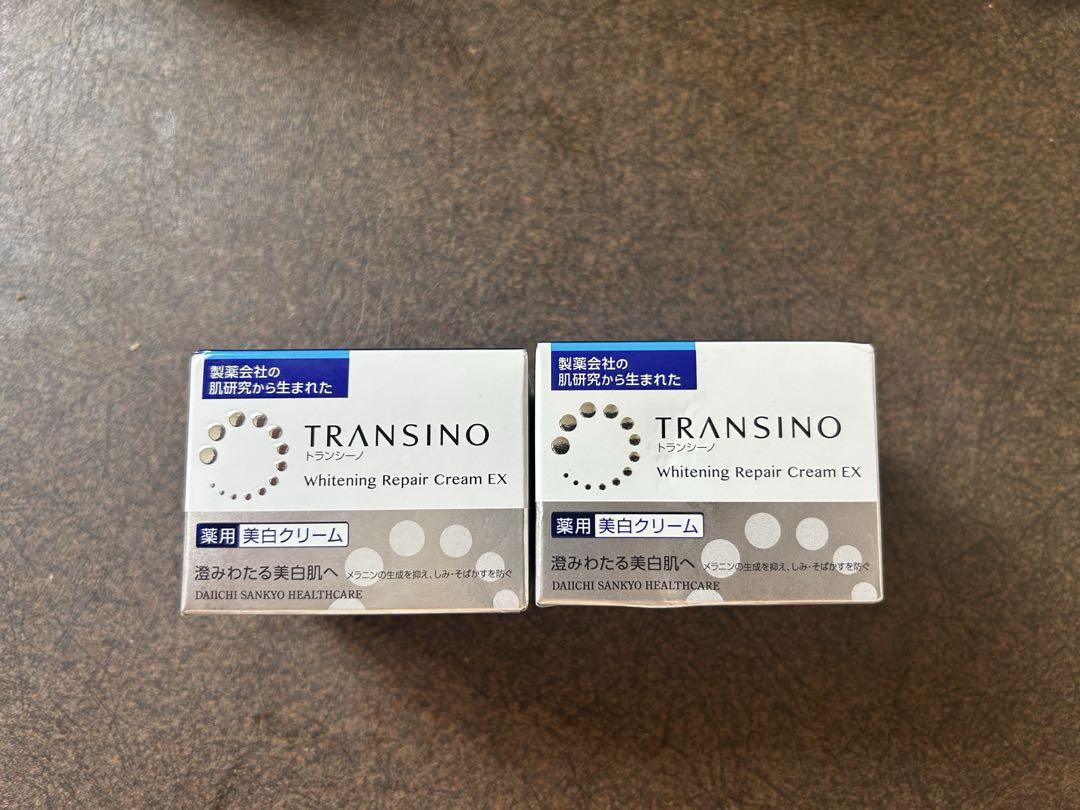 製薬会社の
肌研究から生まれた
TRANSINO
トランシーノ
Whitening Repair Cream EX
薬用 美白クリーム
澄みわたる美白肌へ メラニンの生成を抑え、しみ・そばかすを防ぐ
DAIICHI SANKYO HEALTHCARE
製薬会社の
肌研究から生まれた
TRANSINO
トランシーノ
Whitening Repair Cream EX
薬用 美白クリーム
澄みわたる美白肌へ メラニンの生成を抑え、しみ・そばかすを防ぐ
DAIICHI SANKYO HEALTHCARE